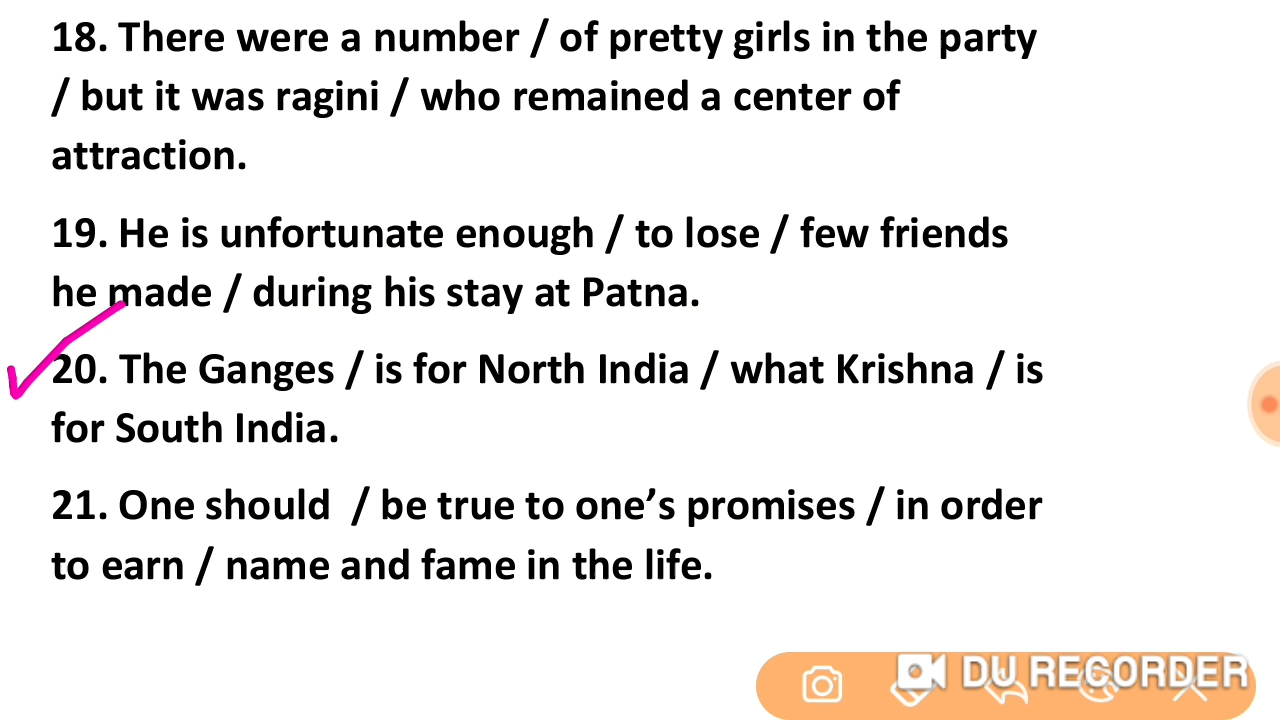 18. There were a number / of pretty girls in the party
/ but it was ragini / who remained a center of
attraction.
19. He is unfortunate enough / to lose / few friends
he made / during his stay at Patna.
20. The Ganges / is for North India / what Krishna / is
for South India.
21. One should / be true to one’s promises / in order
to earn / name and fame in the life.
DU RECORDER